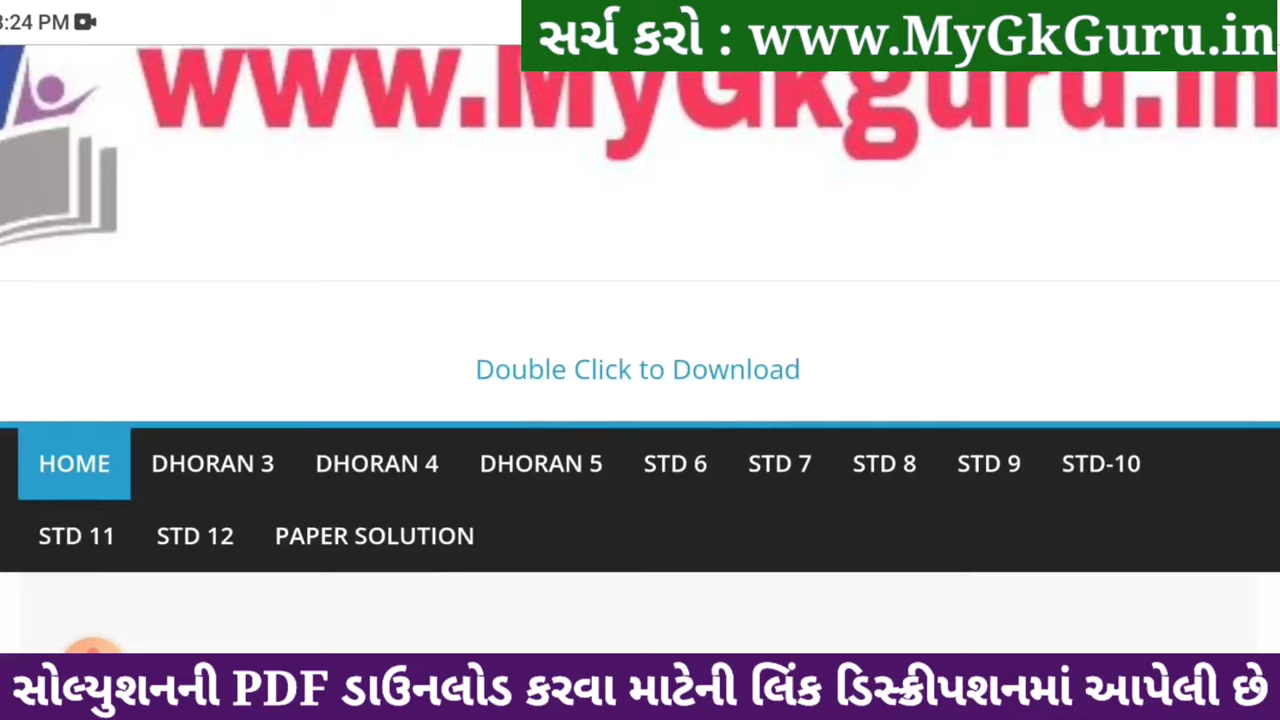 3:24 PM
સર્ચ કરો : www.MyGkGuru.in
www.MyGkguru.in
Double Click to Download
HOME DHORAN 3 DHORAN 4 DHORAN 5 STD 6 STD 7 STD 8 STD 9 STD-10
STD 11 STD 12 PAPER SOLUTION
સોલ્યુશનની PDF ડાઉનલોડ કરવા માટેની લિંક ડિસ્ક્રીપશનમાં આપેલી છે